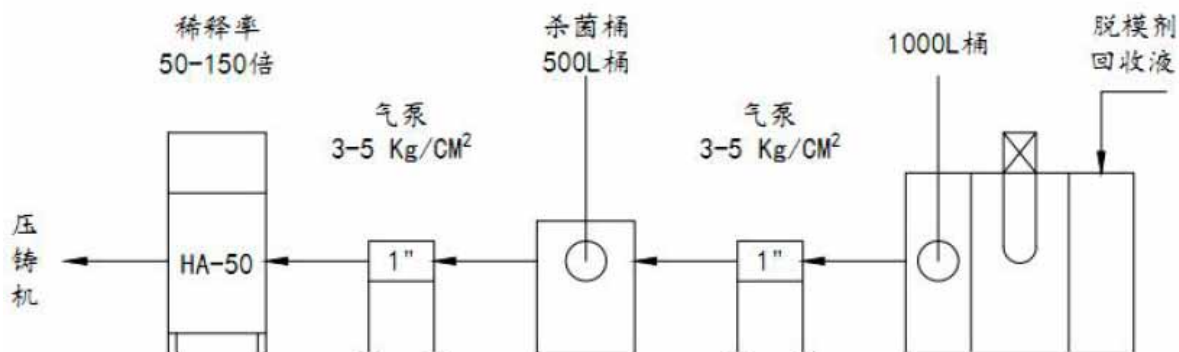 稀释率
50-150倍
杀菌桶
500L桶
1000L桶
脱模剂
回收液
气泵
3-5 Kg/CM²
气泵
3-5 Kg/CM²
压
铸
机
HA-50
1"
1"